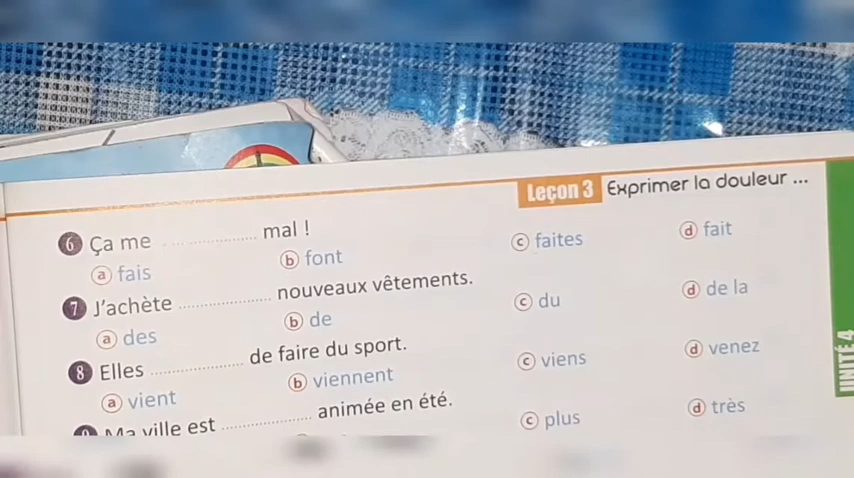 Leçon 3 Exprimer la douleur ...
6 Ça me ............ mal !
a fais b font c faites d fait
7 J'achète ............ nouveaux vêtements.
a des b de c du d de la
8 Elles ............ de faire du sport.
a vient b viennent c viens d venez
Ma ville est ............ animée en été.
c plus d très
UNITÉ 4